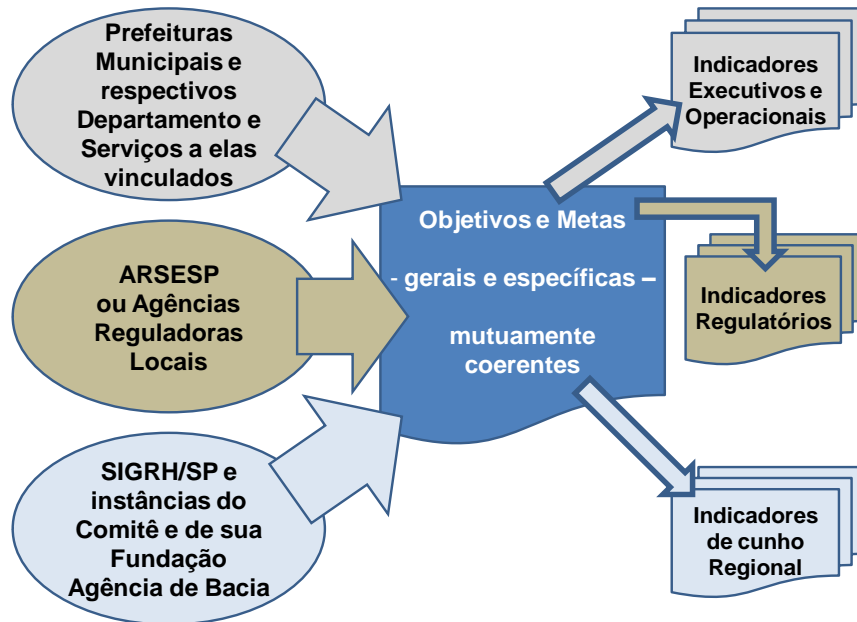 Prefeituras
Municipais e
respectivos
Departamento e
Serviços a elas
vinculados
ARSESP
ou Agências
Reguladoras
Locais
SIGRH/SP e
instâncias do
Comitê e de sua
Fundação
Agência de Bacia
Objetivos e Metas
- gerais e específicas –
mutuamente
coerentes
Indicadores
Executivos e
Operacionais
Indicadores
Regulatórios
Indicadores
de cunho
Regional